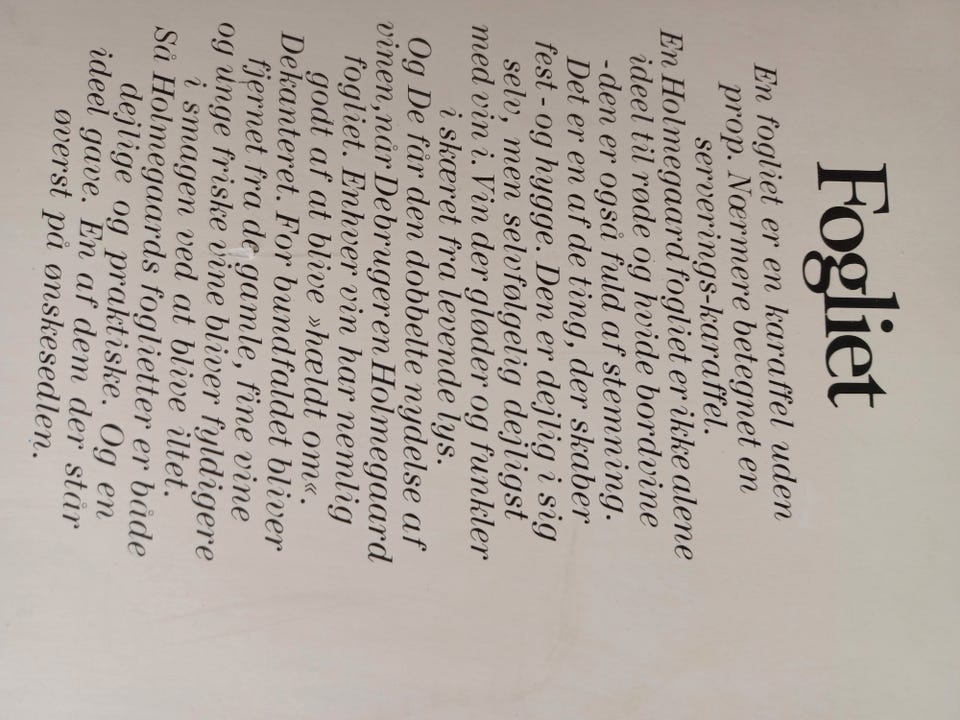 Fogliet
En fogliet er en karaffel uden
prop. Nærmere betegnet en
serverings-karaffel.
En Holmegaard fogliet er ikke alene
ideel til røde og hvide bordvine
- den er også fuld af stemning.
Det er en af de ting, der skaber
fest - og hygge. Den er dejlig i sig
selv, men selvfølgelig dejligst
med vin i. Vin der gløder og funkler
i skæret fra levende lys.
Og De får den dobbelte nydelse af
vinen, når De brugeren Holmegaard
fogliet. Enhver vin har nemlig
godt af at blive »hældt om«.
Dekanteret. For bundfaldet bliver
fjernet fra de gamle, fine vine
og unge friske vine bliver fyldigere
i smagen ved at blive iltet.
Så Holmegaards foglietter er både
dejlige og praktiske. Og en
ideel gave. En af dem der står
øverst på ønskesedlen.